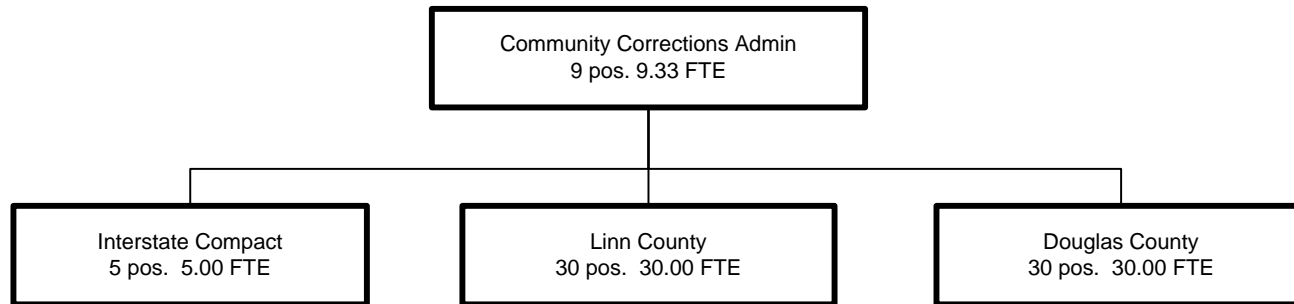 Community Corrections Admin
9 pos. 9.33 FTE
Interstate Compact
5 pos. 5.00 FTE
Linn County
30 pos. 30.00 FTE
Douglas County
30 pos. 30.00 FTE